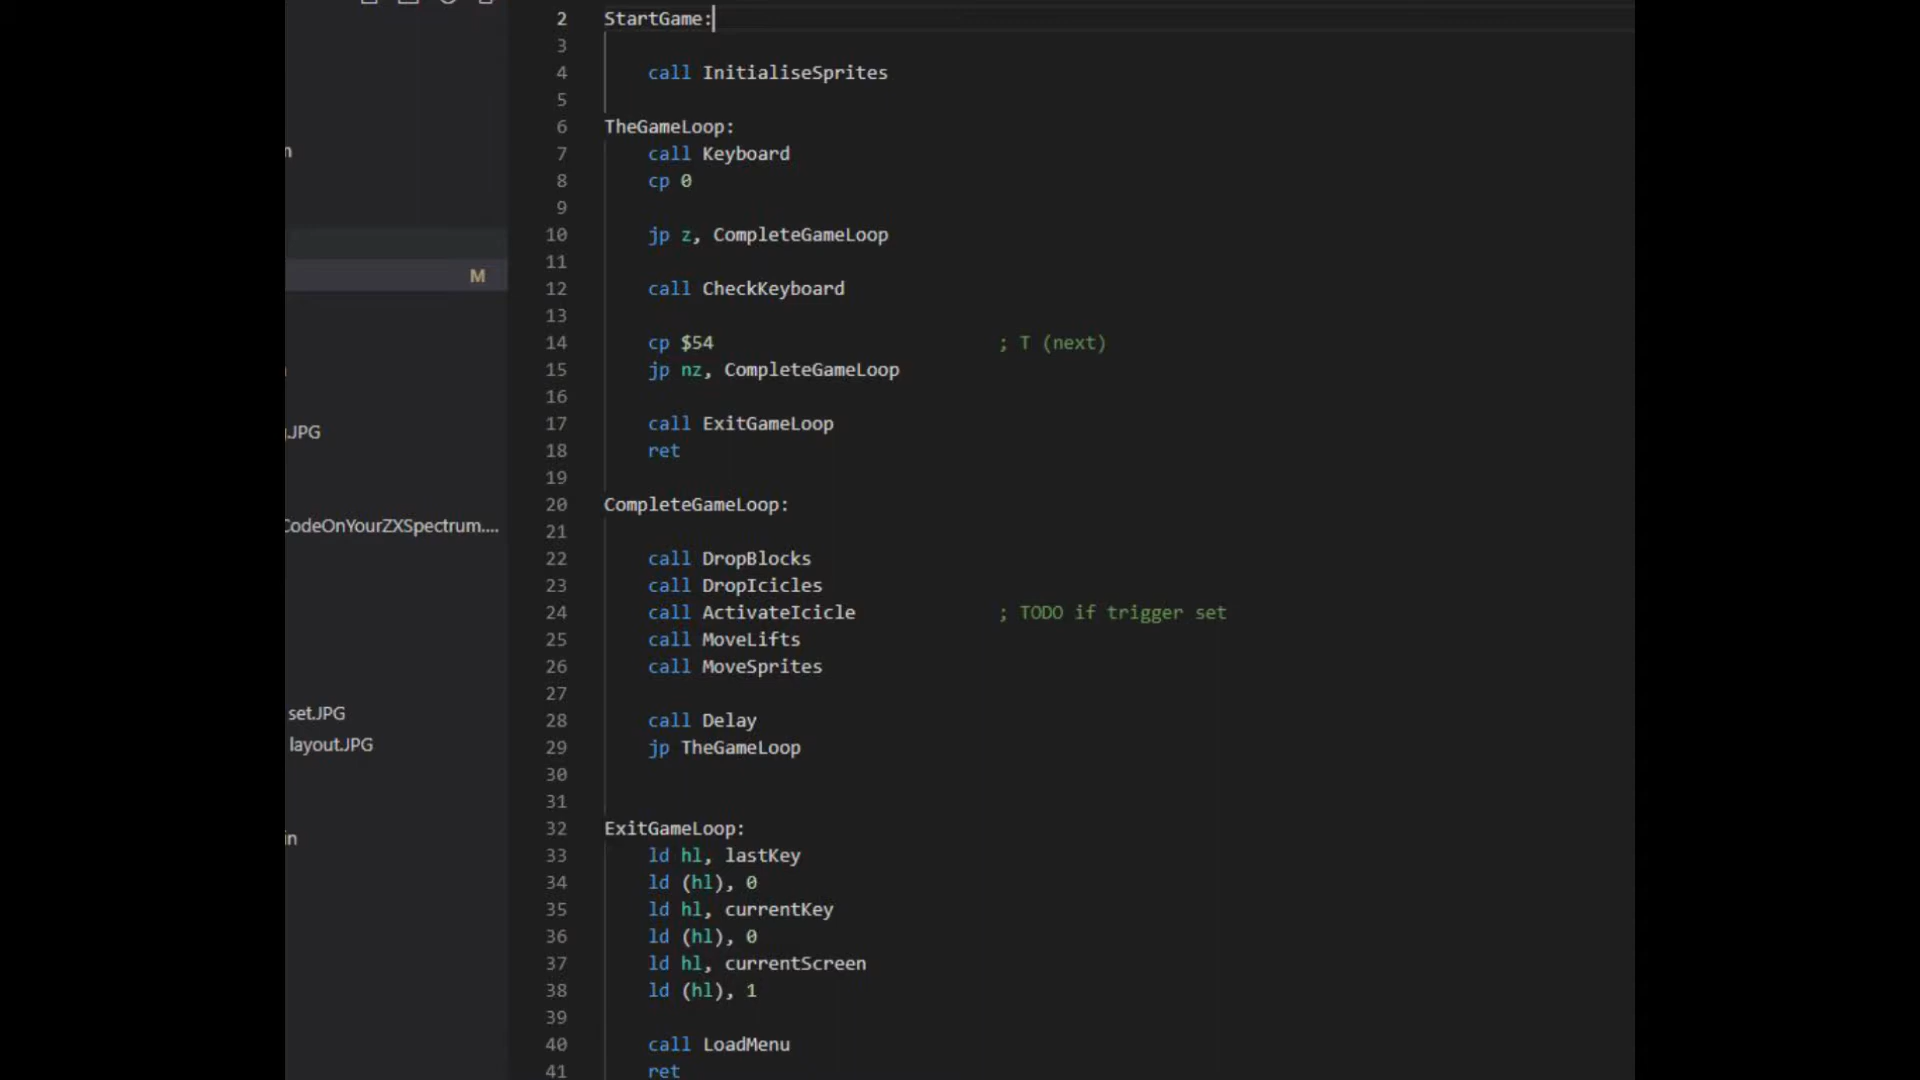 2 StartGame:
3
4 call InitialiseSprites
5
6 TheGameLoop:
n 7 call Keyboard
8 cp 0
9
10 jp z, CompleteGameLoop
11
M 12 call CheckKeyboard
13
14 cp $54 ; T (next)
15 jp nz, CompleteGameLoop
16
.JPG 17 call ExitGameLoop
18 ret
19
20 CompleteGameLoop:
CodeOnYourZXSpectrum.... 21
22 call DropBlocks
23 call DropIcicles
24 call ActivateIcicle ; TODO if trigger set
25 call MoveLifts
26 call MoveSprites
27
set.JPG 28 call Delay
layout.JPG 29 jp TheGameLoop
30
31
in 32 ExitGameLoop:
33 ld hl, lastKey
34 ld (hl), 0
35 ld hl, currentKey
36 ld (hl), 0
37 ld hl, currentScreen
38 ld (hl), 1
39
40 call LoadMenu
41 ret